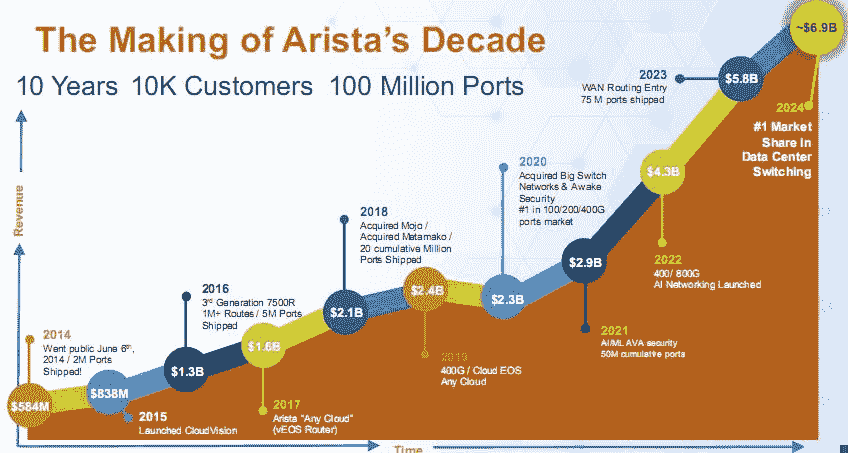 The Making of Arista's Decade
10 Years 10K Customers 100 Million Ports
Revenue
Time
$584M
2014
Went public June 6th,
2014 / 2M Ports
Shipped!
$838M
2015
Launched CloudVision
$1.3B
2016
3rd Generation 7500R
1M+ Routes / 5M Ports
Shipped
$1.6B
2017
Arista "Any Cloud"
(vEOS Router)
$2.1B
2018
Acquired Mojo /
Acquired Metamako /
20 cumulative Million
Ports Shipped
$2.4B
2019
400G / Cloud EOS
Any Cloud
$2.3B
2020
Acquired Big Switch
Networks & Awake
Security
#1 in 100/200/400G
ports market
$2.9B
2021
AI/ML AVA security
50M cumulative ports
$4.3B
2022
400/ 800G
AI Networking Launched
$5.8B
2023
WAN Routing Entry
75 M ports shipped
~$6.9B
2024
#1 Market
Share In
Data Center
Switching